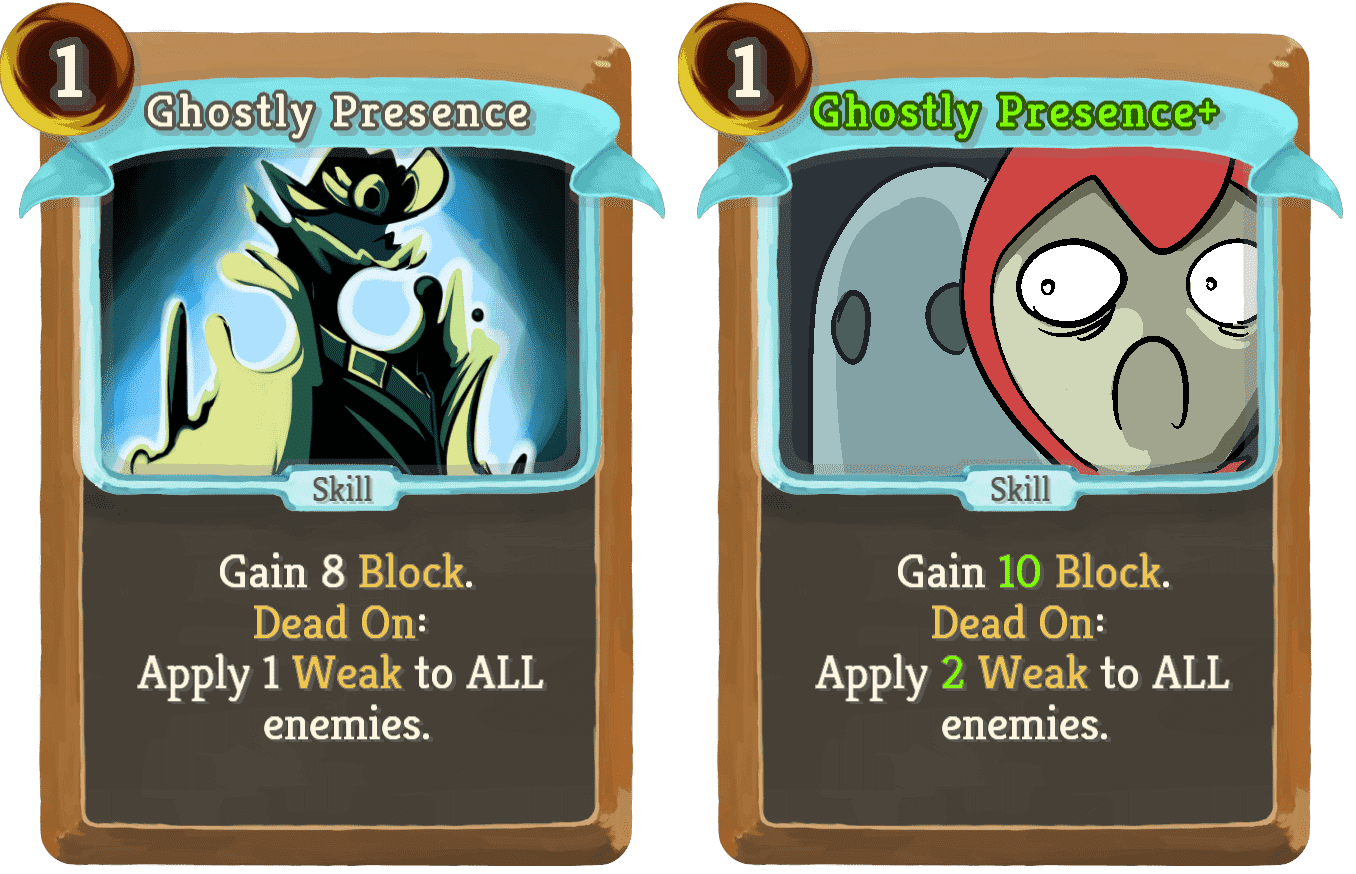 1
Ghostly Presence
Skill
Gain 8 Block.
Dead On:
Apply 1 Weak to ALL
enemies.
1
Ghostly Presence+
Skill
Gain 10 Block.
Dead On:
Apply 2 Weak to ALL
enemies.